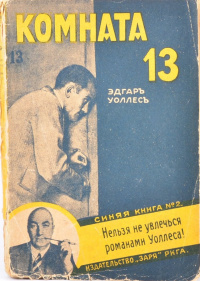 КОМНАТА
13
13
ЭДГАРЪ
УОЛЛЕСЪ
СИНЯЯ КНИГА №2.
Нельзя не увлечься
романами Уоллеса!
ИЗДАТЕЛЬСТВО „ЗАРЯ" РИГА.